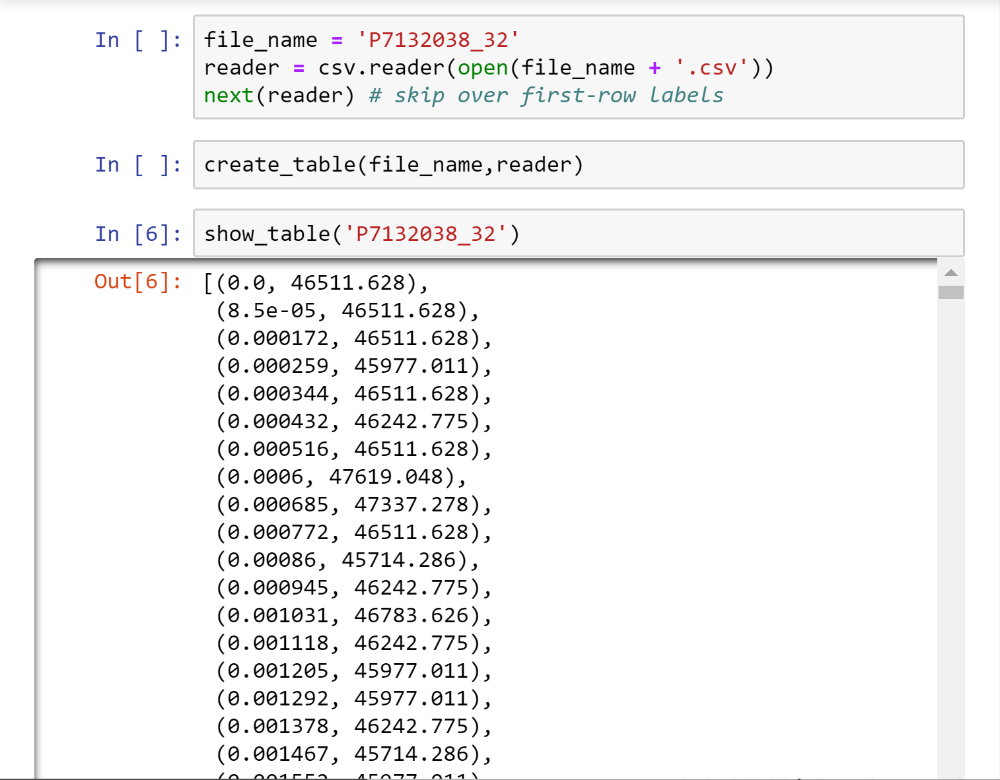 In [ ]: file_name = 'P7132038_32'
reader = csv.reader(open(file_name + '.csv'))
next(reader) # skip over first-row labels
In [ ]: create_table(file_name,reader)
In [6]: show_table('P7132038_32')
Out[6]: [(0.0, 46511.628),
(8.5e-05, 46511.628),
(0.000172, 46511.628),
(0.000259, 45977.011),
(0.000344, 46511.628),
(0.000432, 46242.775),
(0.000516, 46511.628),
(0.0006, 47619.048),
(0.000685, 47337.278),
(0.000772, 46511.628),
(0.00086, 45714.286),
(0.000945, 46242.775),
(0.001031, 46783.626),
(0.001118, 46242.775),
(0.001205, 45977.011),
(0.001292, 45977.011),
(0.001378, 46242.775),
(0.001467, 45714.286),